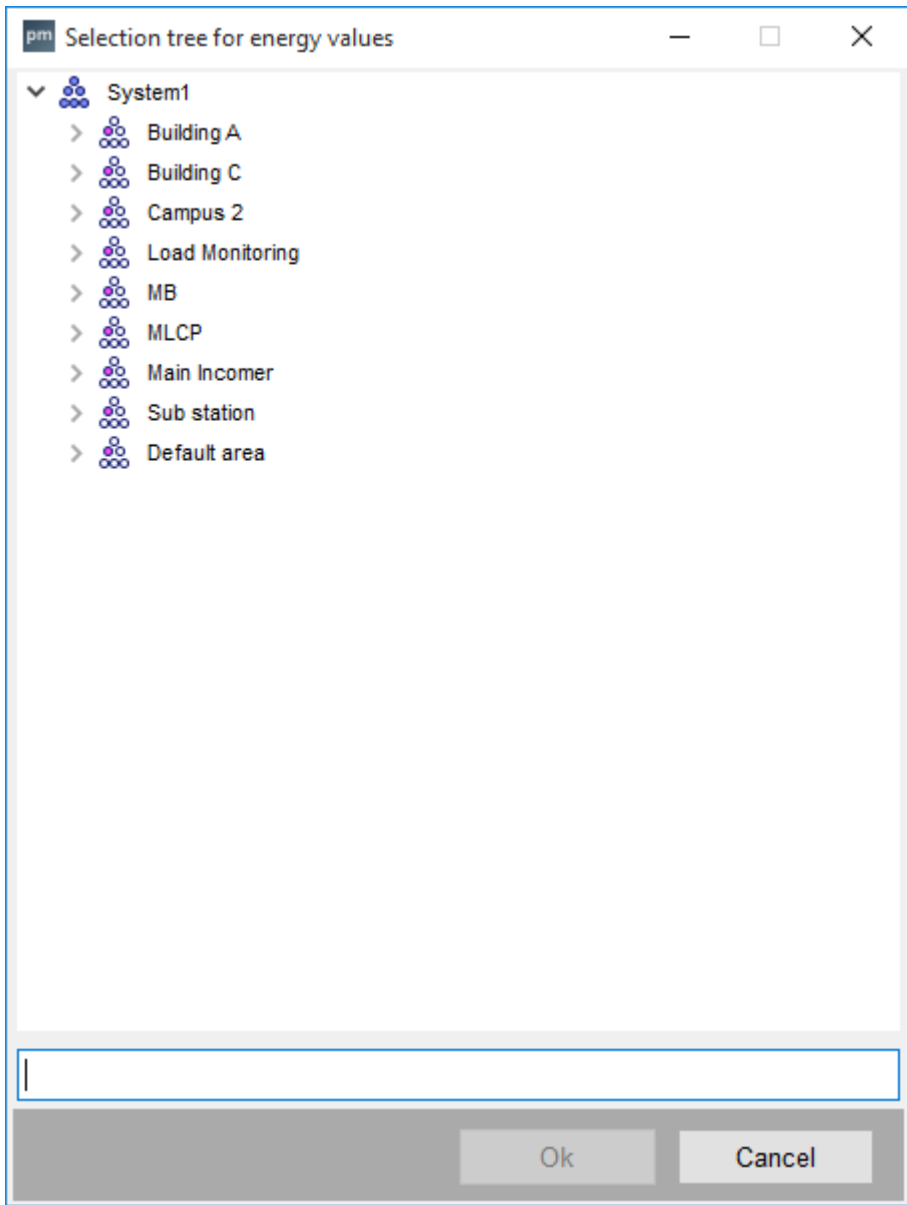 pm Selection tree for energy values
System1
Building A
Building C
Campus 2
Load Monitoring
MB
MLCP
Main Incomer
Sub station
Default area
Ok Cancel